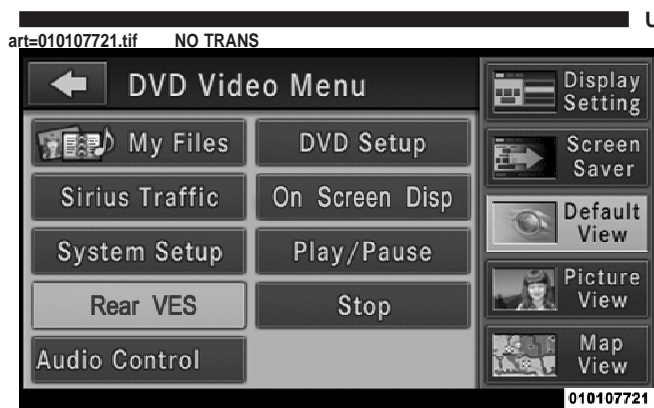 U
art=010107721.tif NO TRANS
DVD Video Menu
My Files
DVD Setup
Sirius Traffic
On Screen Disp
System Setup
Play/Pause
Rear VES
Stop
Audio Control
Display
Setting
Screen
Saver
Default
View
Picture
View
Map
View
010107721